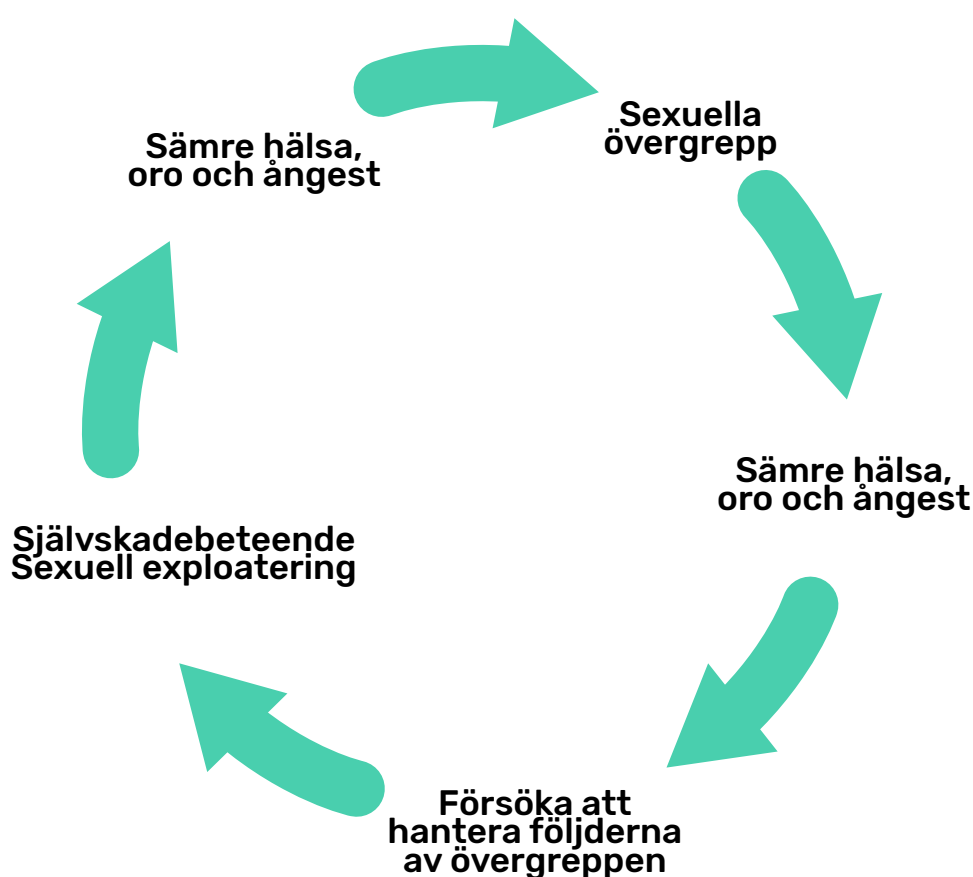 Sexuella
övergrepp
Sämre hälsa,
oro och ångest
Försöka att
hantera följderna
av övergreppen
Självskadebeteende
Sexuell exploatering
Sämre hälsa,
oro och ångest